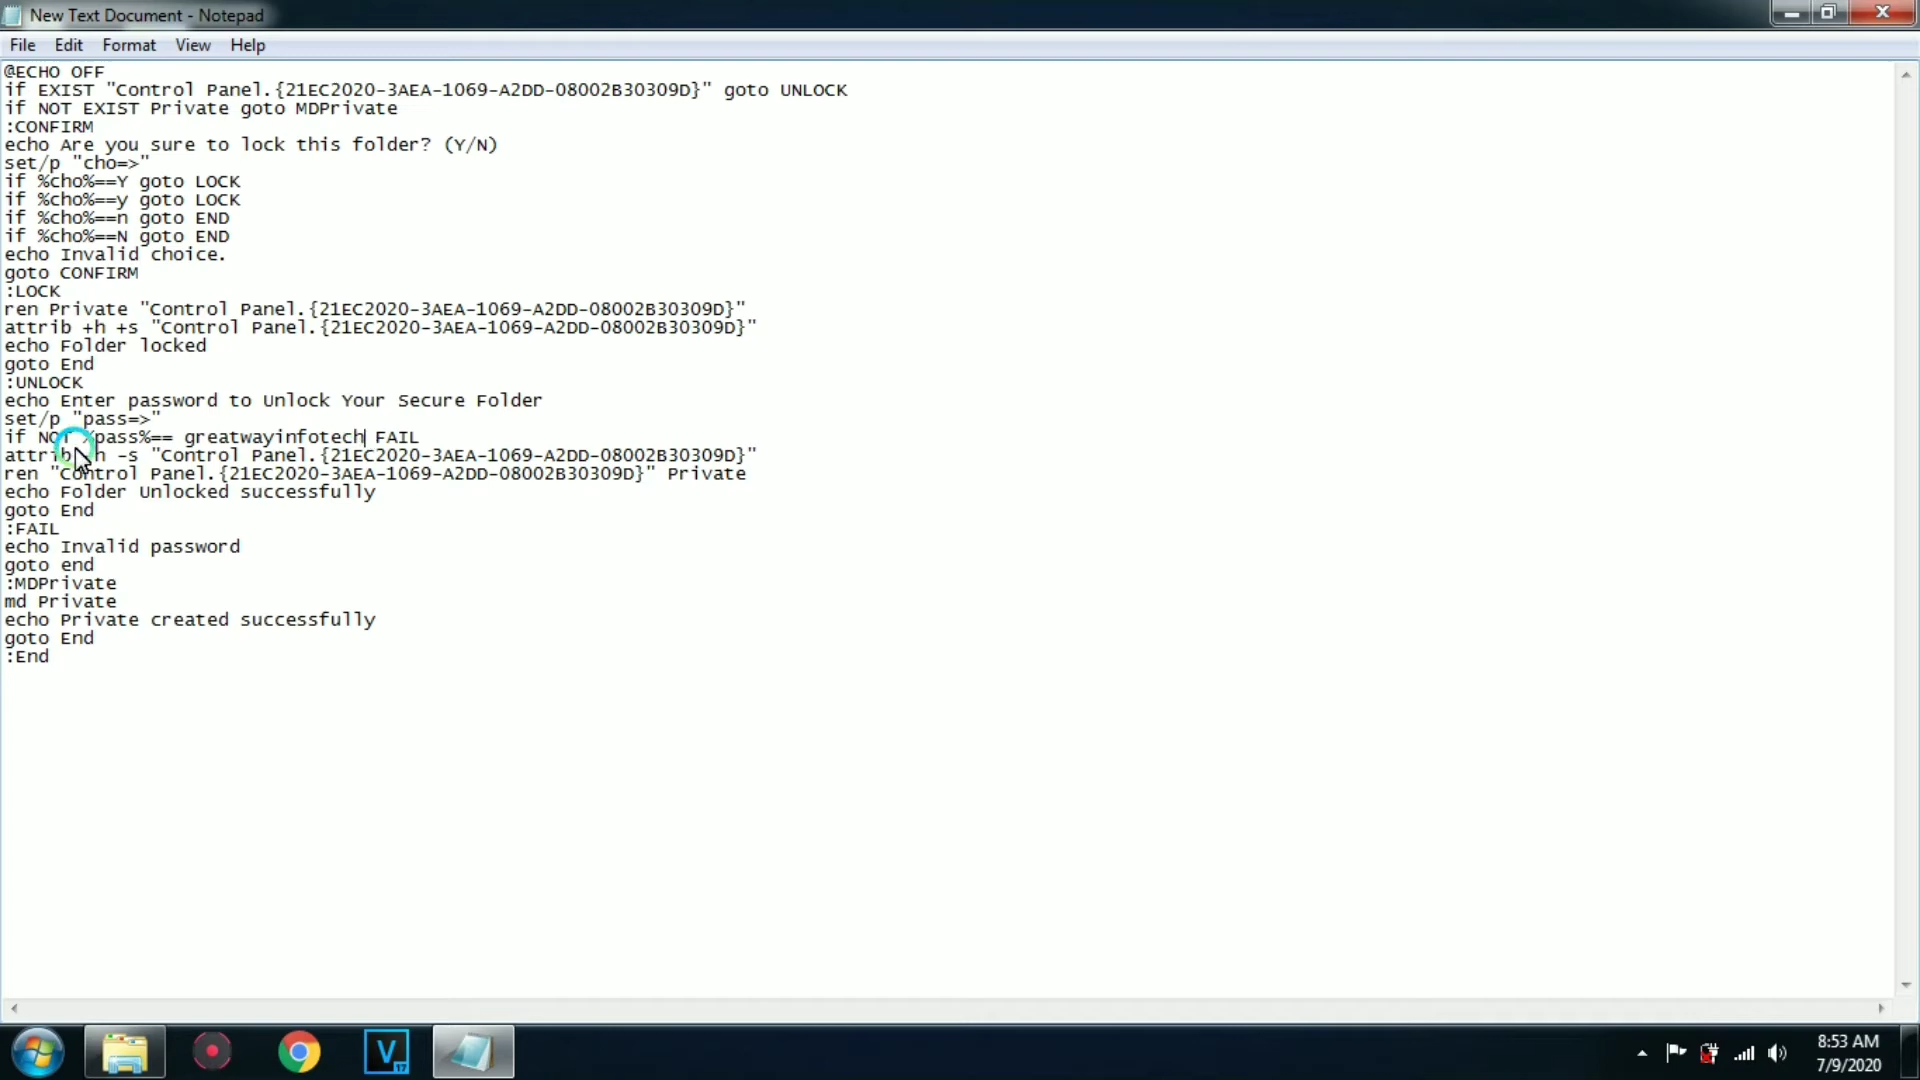 New Text Document - Notepad
File Edit Format View Help
@ECHO OFF
if EXIST "Control Panel.{21EC2020-3AEA-1069-A2DD-08002B30309D}" goto UNLOCK
if NOT EXIST Private goto MDPrivate
:CONFIRM
echo Are you sure to lock this folder? (Y/N)
set/p "cho=>"
if %cho%==Y goto LOCK
if %cho%==y goto LOCK
if %cho%==n goto END
if %cho%==N goto END
echo Invalid choice.
goto CONFIRM
:LOCK
ren Private "Control Panel.{21EC2020-3AEA-1069-A2DD-08002B30309D}"
attrib +h +s "Control Panel.{21EC2020-3AEA-1069-A2DD-08002B30309D}"
echo Folder locked
goto End
:UNLOCK
echo Enter password to Unlock Your Secure Folder
set/p "pass=>"
if NOT %pass%== greatwayinfotech FAIL
attrib -h -s "Control Panel.{21EC2020-3AEA-1069-A2DD-08002B30309D}"
ren "Control Panel.{21EC2020-3AEA-1069-A2DD-08002B30309D}" Private
echo Folder Unlocked successfully
goto End
:FAIL
echo Invalid password
goto end
:MDPrivate
md Private
echo Private created successfully
goto End
:End
V
17
8:53 AM
7/9/2020